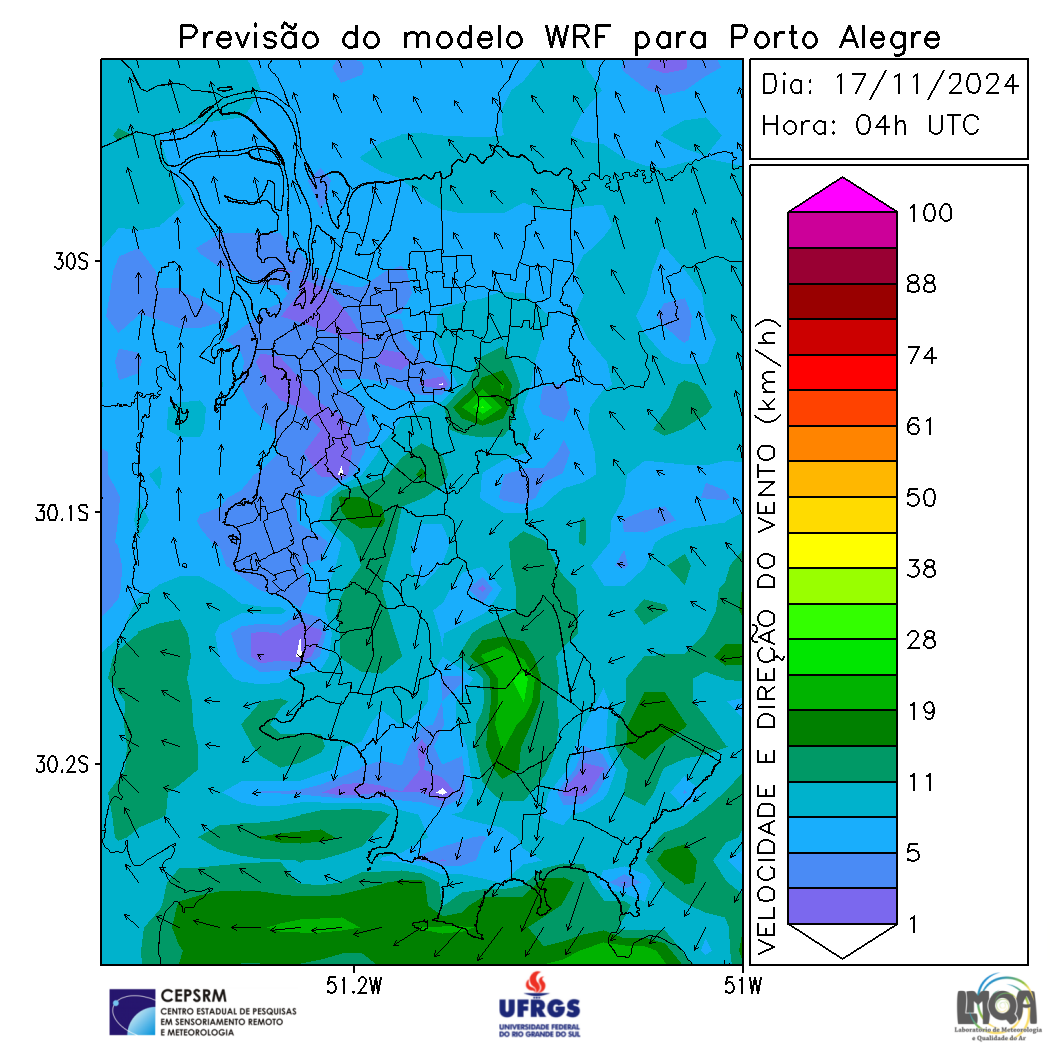 Previsão do modelo WRF para Porto Alegre
Dia: 17/11/2024
Hora: 04h UTC
30S
30.1S
30.2S
51.2W
51W
VELOCIDADE E DIREÇÃO DO VENTO (km/h)
100
88
74
61
50
38
28
19
11
5
1
CEPSRM
CENTRO ESTADUAL DE PESQUISAS
EM SENSORIAMENTO REMOTO
E METEOROLOGIA
UFRGS
UNIVERSIDADE FEDERAL
DO RIO GRANDE DO SUL
LMQA
Laboratório de Meteorologia
e Qualidade do Ar